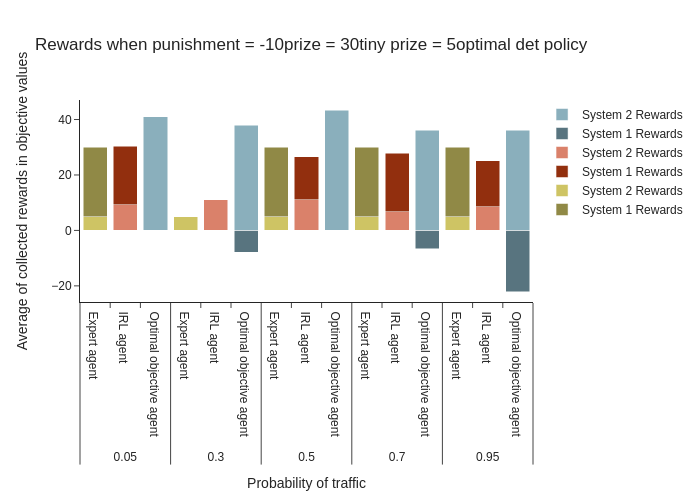 Rewards when punishment = -10prize = 30tiny prize = 5optimal det policy
Average of collected rewards in objective values
40
20
0
−20
System 2 Rewards
System 1 Rewards
System 2 Rewards
System 1 Rewards
System 2 Rewards
System 1 Rewards
Expert agent
IRL agent
Optimal objective agent
Expert agent
IRL agent
Optimal objective agent
Expert agent
IRL agent
Optimal objective agent
Expert agent
IRL agent
Optimal objective agent
Expert agent
IRL agent
Optimal objective agent
0.05
0.3
0.5
0.7
0.95
Probability of traffic